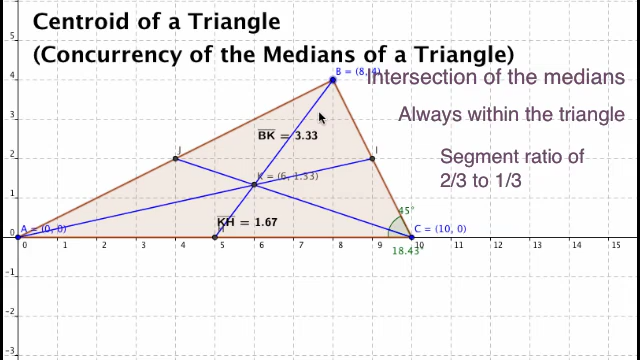 Centroid of a Triangle
(Concurrency of the Medians of a Triangle)
B = (8, 4)
Intersection of the medians
Always within the triangle
Segment ratio of
2/3 to 1/3
BK = 3.33
J
I
K = (6, 1.33)
KH = 1.67
H
45°
A = (0, 0)
C = (10, 0)
18.43°
5
4
3
2
1
0
−1
−2
−3
0 1 2 3 4 5 6 7 8 9 10 11 12 13 14 15